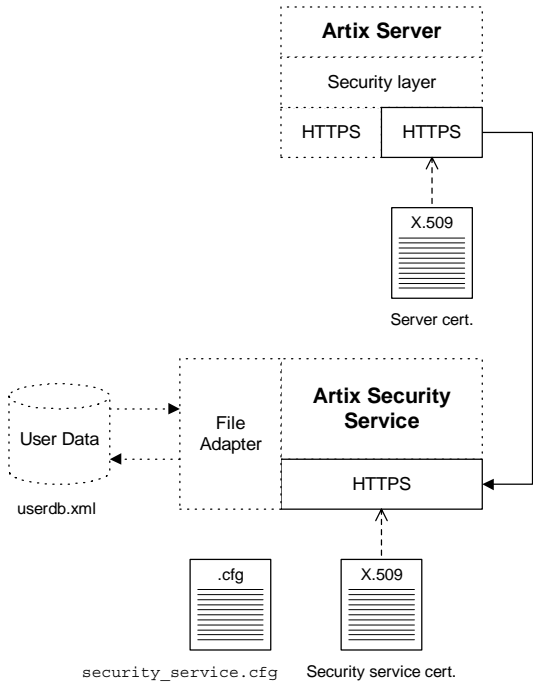 Artix Server
Security layer
HTTPS
HTTPS
X.509
Server cert.
User Data
userdb.xml
File
Adapter
Artix Security
Service
HTTPS
.cfg
X.509
security_service.cfg
Security service cert.